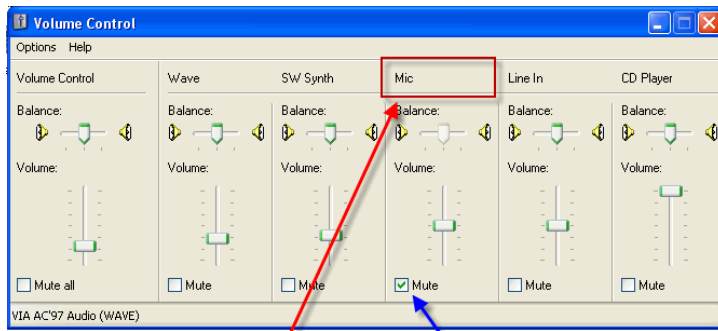 Volume Control
Options Help
Volume Control Wave SW Synth Mic Line In CD Player
Balance: Balance: Balance: Balance: Balance: Balance:
Volume: Volume: Volume: Volume: Volume: Volume:
Mute all Mute Mute Mute Mute Mute
VIA AC'97 Audio (WAVE)